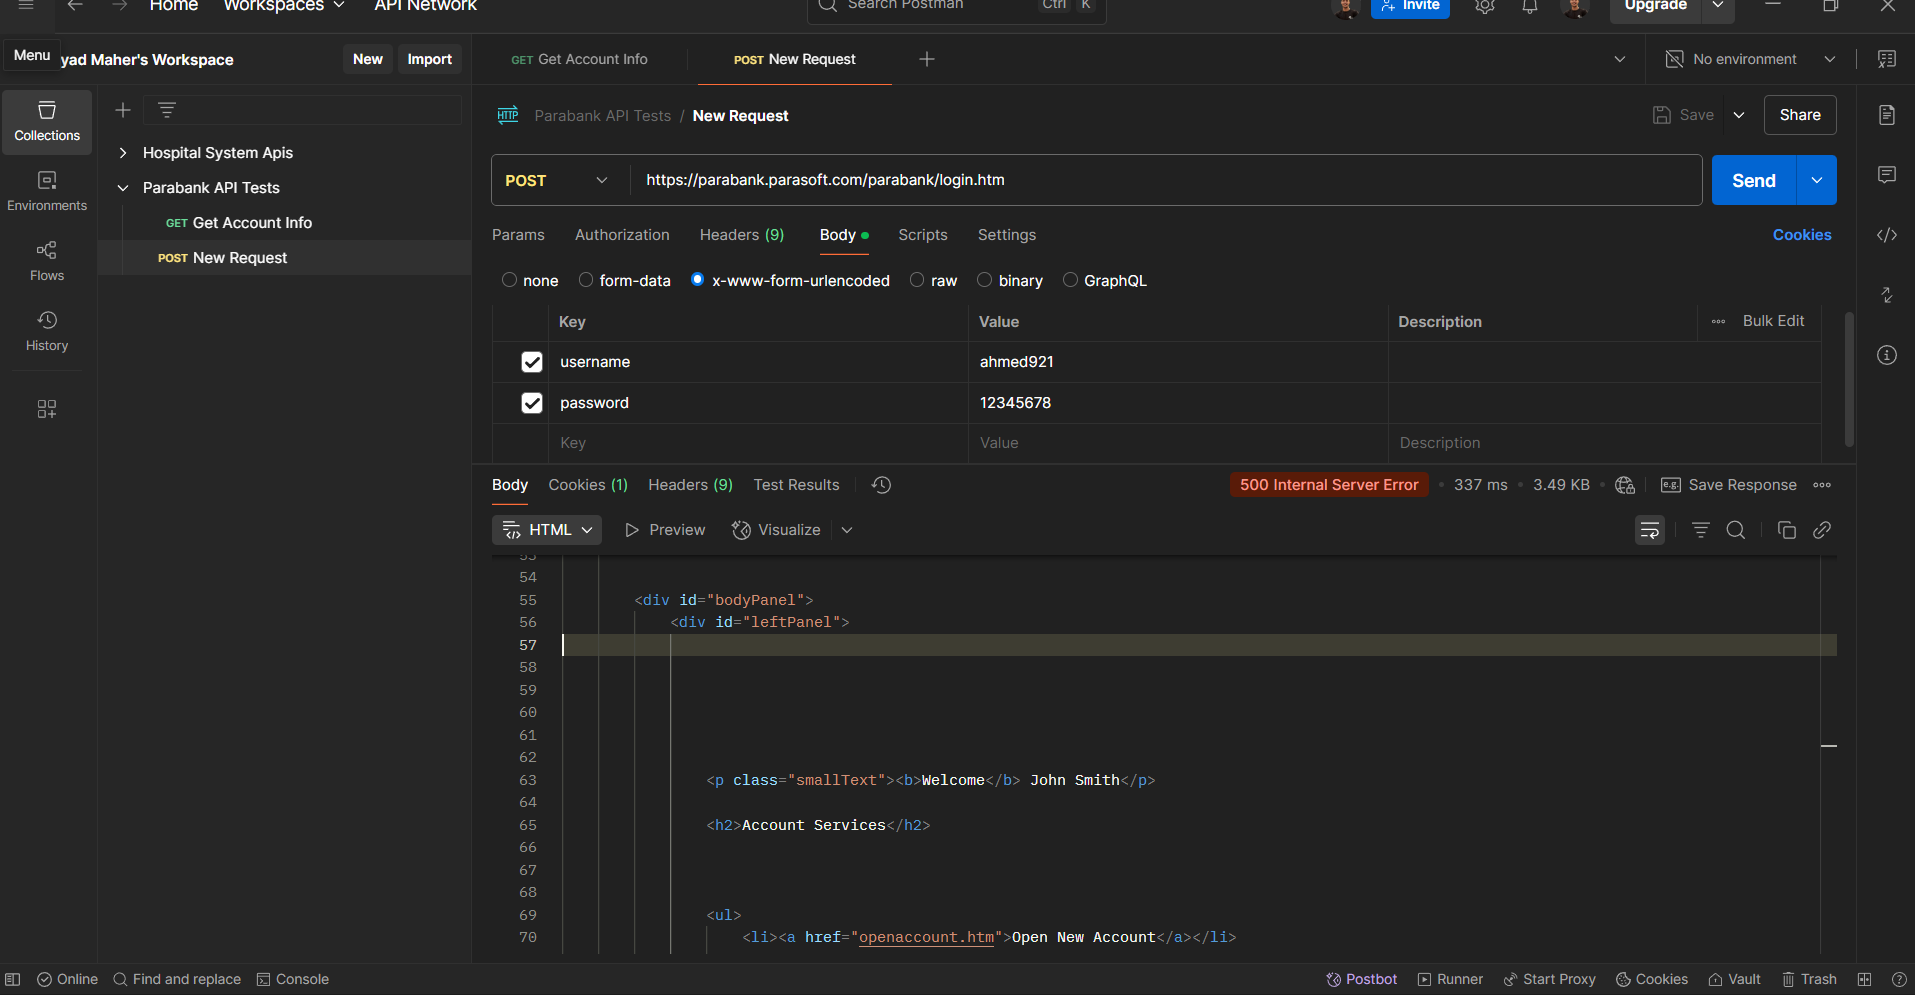 Home Workspaces API Network Search Postman Ctrl K Invite Upgrade
Menu yad Maher's Workspace New Import
GET Get Account Info POST New Request No environment
Collections
Environments
Flows
History
Hospital System Apis
Parabank API Tests
GET Get Account Info
POST New Request
HTTP Parabank API Tests / New Request Save Share
POST https://parabank.parasoft.com/parabank/login.htm Send
Params Authorization Headers (9) Body Scripts Settings Cookies
none form-data x-www-form-urlencoded raw binary GraphQL
Key Value Description Bulk Edit
username ahmed921
password 12345678
Key Value Description
Body Cookies (1) Headers (9) Test Results 500 Internal Server Error 337 ms 3.49 KB e.g. Save Response
HTML Preview Visualize
53
54
55 <div id="bodyPanel">
56 <div id="leftPanel">
57
58
59
60
61
62
63 <p class="smallText"><b>Welcome</b> John Smith</p>
64
65 <h2>Account Services</h2>
66
67
68
69 <ul>
70 <li><a href="openaccount.htm">Open New Account</a></li>
Online Find and replace Console Postbot Runner Start Proxy Cookies Vault Trash